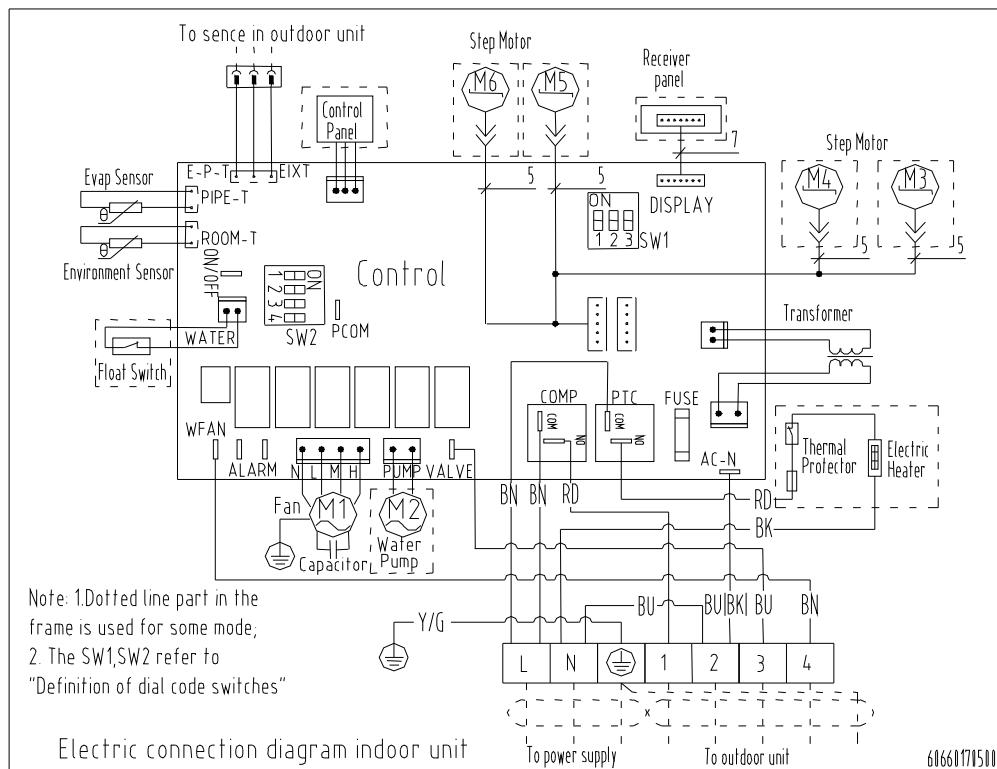 To sence in outdoor unit
Step Motor
M6
M5
Receiver
panel
7
Control
Panel
Step Motor
M4
M3
5
5
5
5
E-P-T
EIXT
Evap Sensor
θ
PIPE-T
ROOM-T
θ
Environment Sensor
DISPLAY
ON
1 2 3
SW1
ON/OFF
1
2
3
4
ON
SW2
PCOM
Control
WATER
Float Switch
Transformer
COMP
PTC
FUSE
COM
NO
COM
NO
WFAN
ALARM
N L M H
PUMP
VALVE
AC-N
Thermal
Protector
Electric
Heater
BN
BN
RD
RD
BK
Fan
M1
Capacitor
M2
Water
Pump
Note: 1.Dotted line part in the
frame is used for some mode;
2. The SW1,SW2 refer to
"Definition of dial code switches"
Y/G
BU
BU(BK)
BU
BN
L
N
1
2
3
4
To power supply
To outdoor unit
Electric connection diagram indoor unit
60660170500